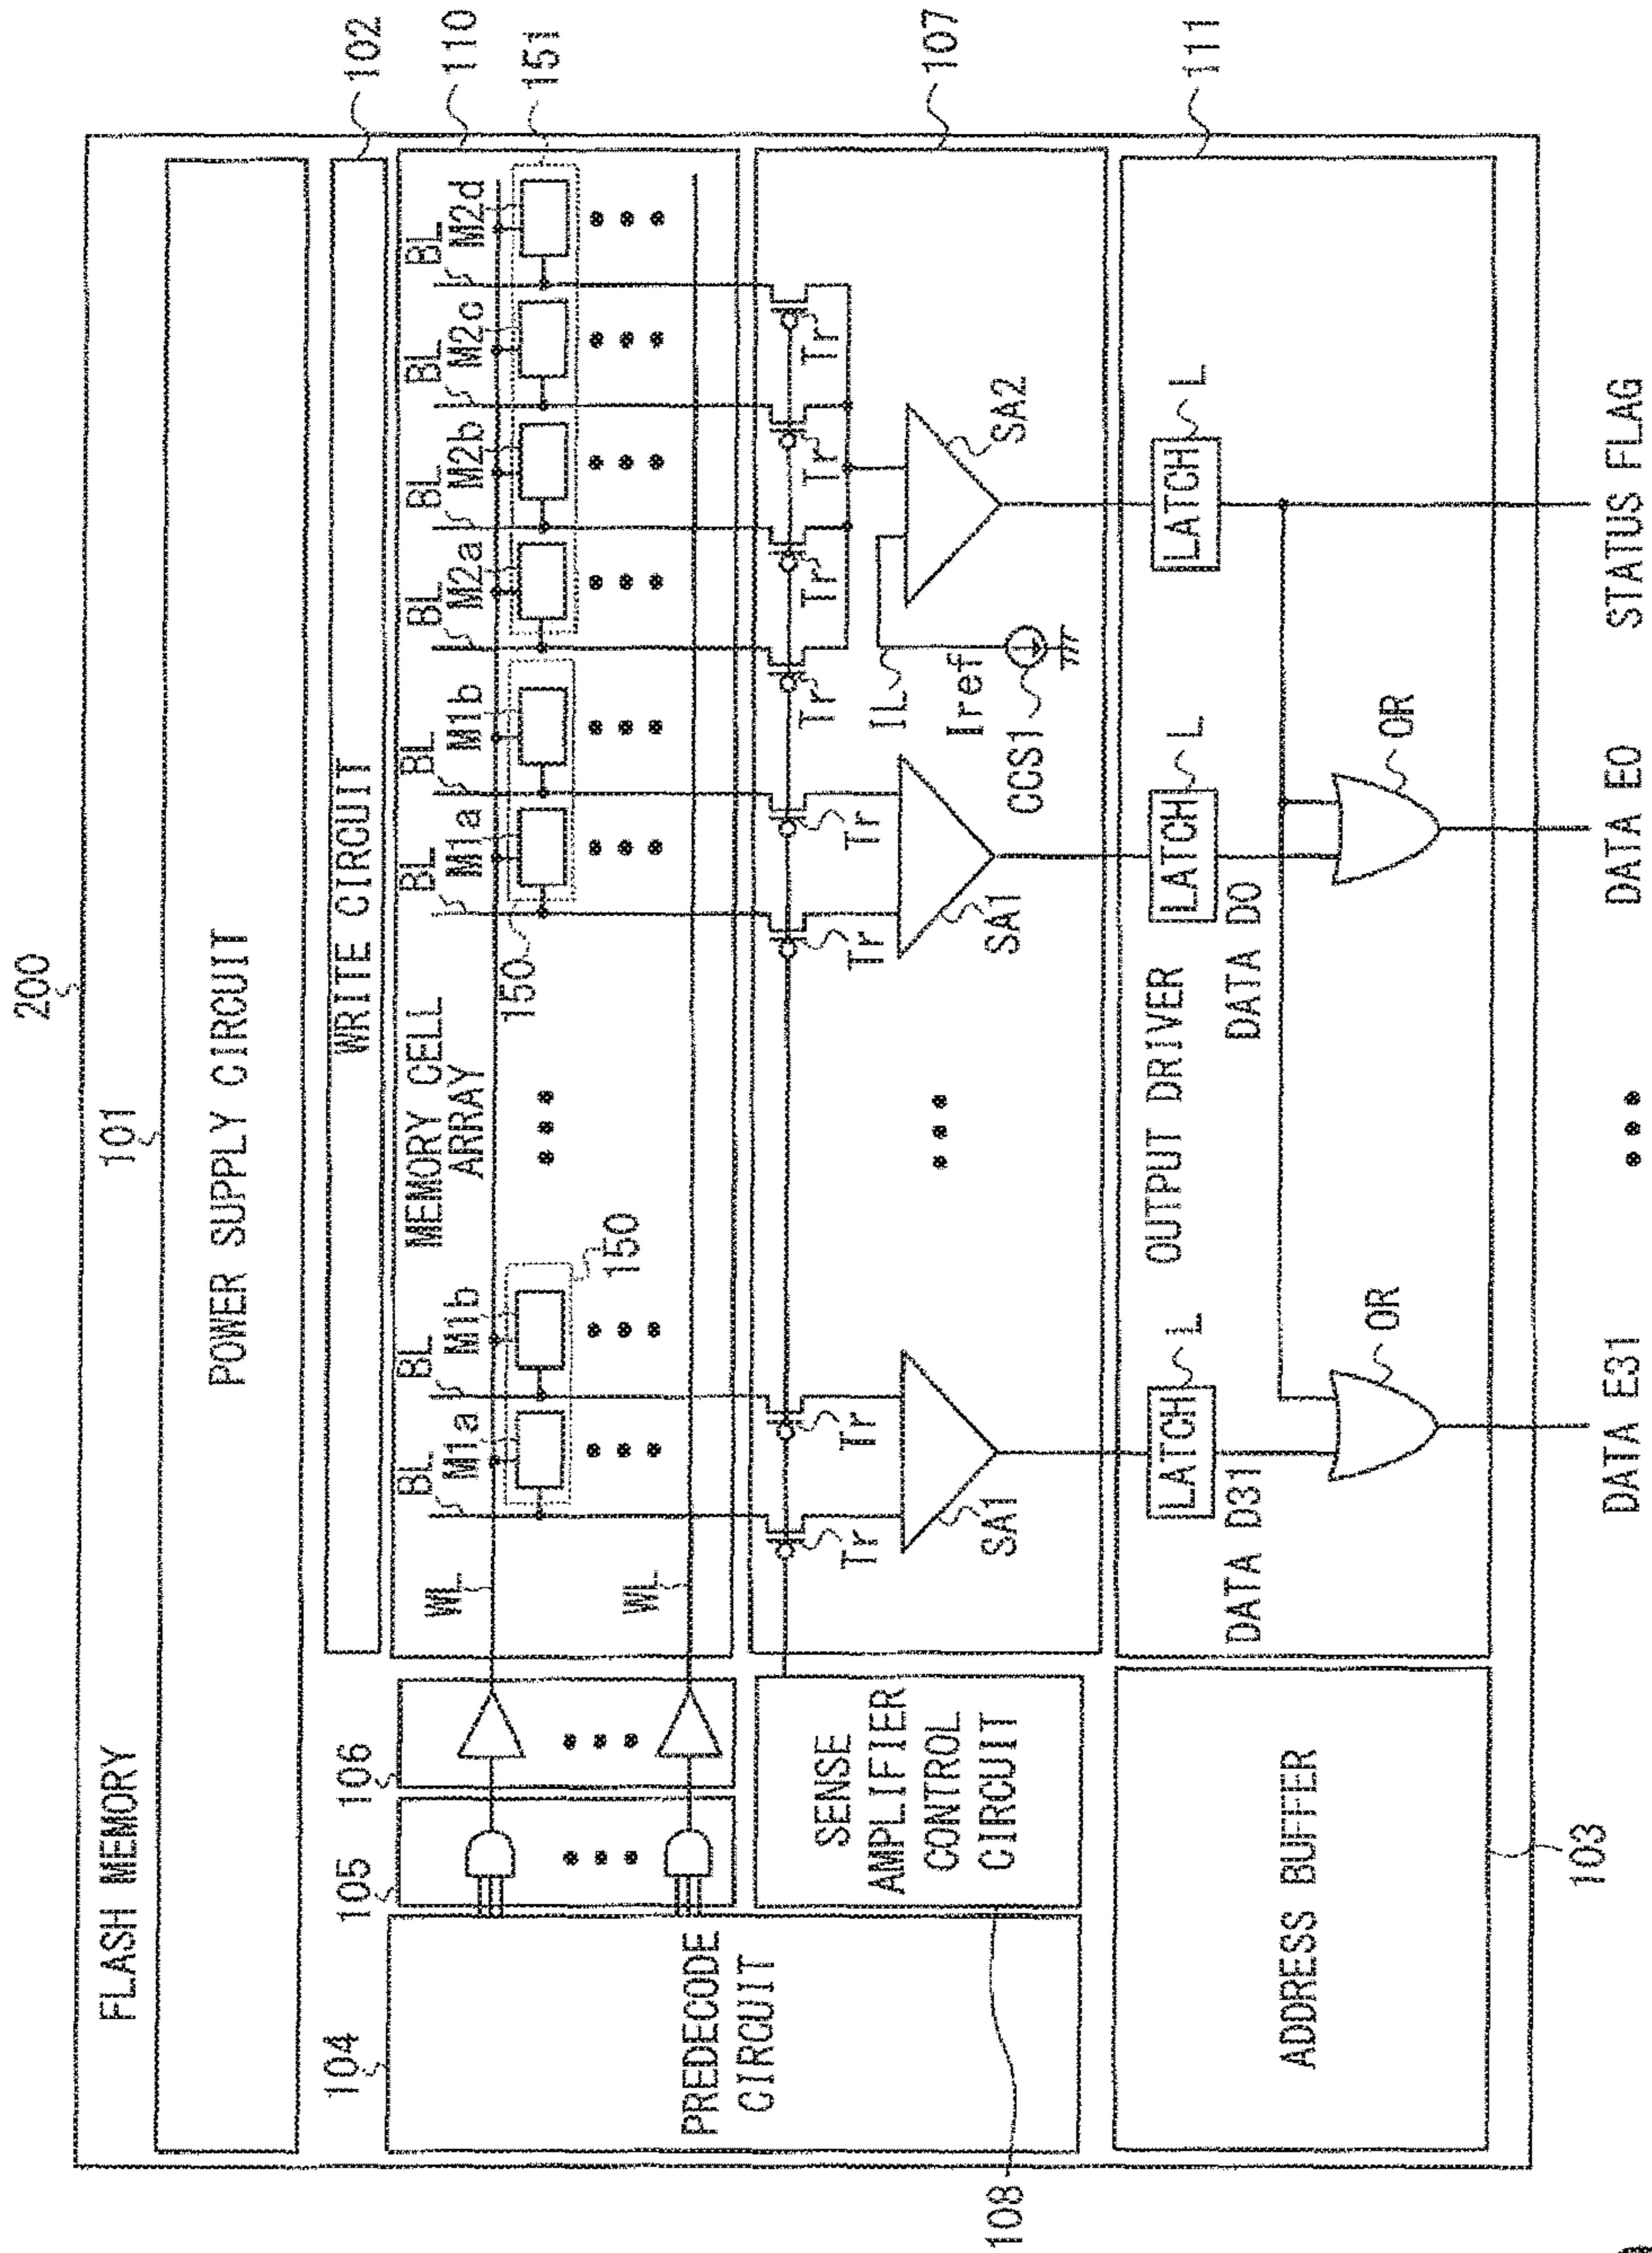 200
FLASH MEMORY
101
POWER SUPPLY CIRCUIT
WRITE CIRCUIT
102
104
105
106
MEMORY CELL
ARRAY
110
WL
BL
M1a
BL
M1b
150
BL
M1a
BL
M1b
150
BL
M2a
BL
M2b
BL
M2c
BL
M2d
151
WL
PREDECODE
CIRCUIT
SENSE
AMPLIFIER
CONTROL
CIRCUIT
108
Tr
Tr
Tr
Tr
Tr
Tr
Tr
Tr
107
SA1
SA1
IL
Iref
CCS1
SA2
ADDRESS BUFFER
103
OUTPUT DRIVER
111
LATCH
L
LATCH
L
LATCH
L
DATA D31
DATA D0
OR
OR
DATA E31
DATA E0
STATUS FLAG